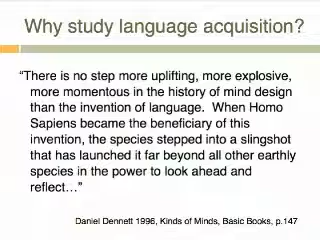 Why study language acquisition?
“There is no step more uplifting, more explosive,
more momentous in the history of mind design
than the invention of language.  When Homo
Sapiens became the beneficiary of this
invention, the species stepped into a slingshot
that has launched it far beyond all other earthly
species in the power to look ahead and
reflect…”
Daniel Dennett 1996, Kinds of Minds, Basic Books, p.147